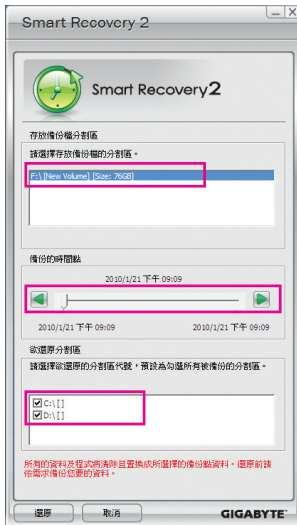 Smart Recovery 2
Smart Recovery2
存放備份檔分割區
請選擇存放備份檔的分割區。
F:\ [New Volume] [Size: 76GB]
備份的時間點
2010/1/21 下午 09:09
2010/1/21 下午 09:09 2010/1/21 下午 09:09
欲還原分割區
請選擇欲還原的分割區代號，預設為勾選所有被備份的分割區。
C:\ [ ]
D:\ [ ]
所有的資料及程式將清除且置換成所選擇的備份點資料。還原前請
依需求備份您要的資料。
還原 取消 GIGABYTE